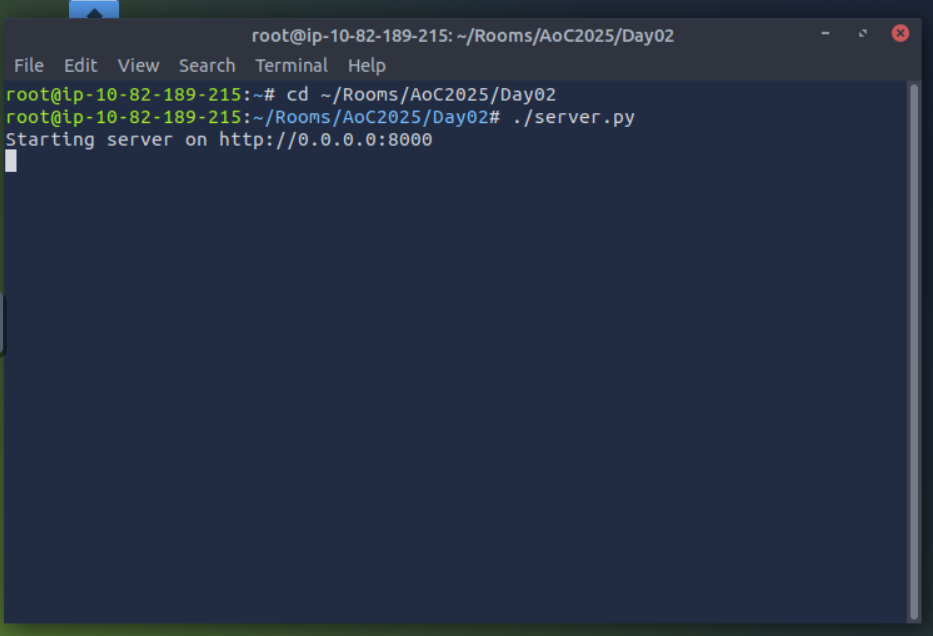 root@ip-10-82-189-215: ~/Rooms/AoC2025/Day02
File Edit View Search Terminal Help
root@ip-10-82-189-215:~# cd ~/Rooms/AoC2025/Day02
root@ip-10-82-189-215:~/Rooms/AoC2025/Day02# ./server.py
Starting server on http://0.0.0.0:8000